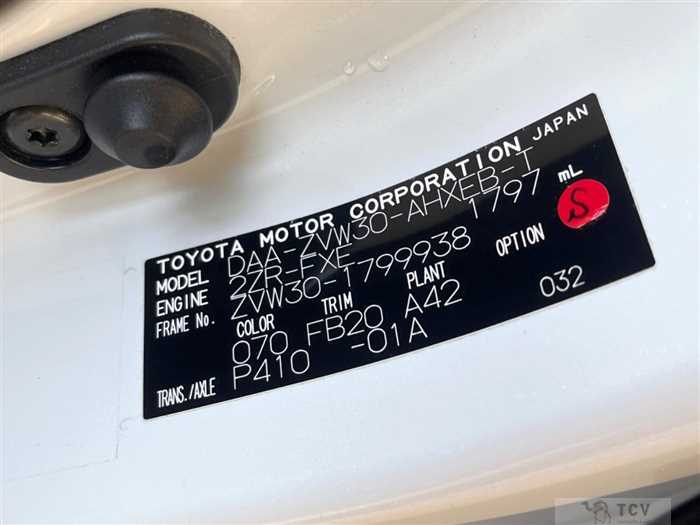 TOYOTA MOTOR CORPORATION JAPAN
MODEL DAA-ZVW30-AHXEB-T
ENGINE 2ZR-FXE 1797 mL
FRAME No. ZVW30-1799938 S
COLOR TRIM PLANT OPTION
070 FB20 A42 032
TRANS./AXLE P410 -01A
TCV